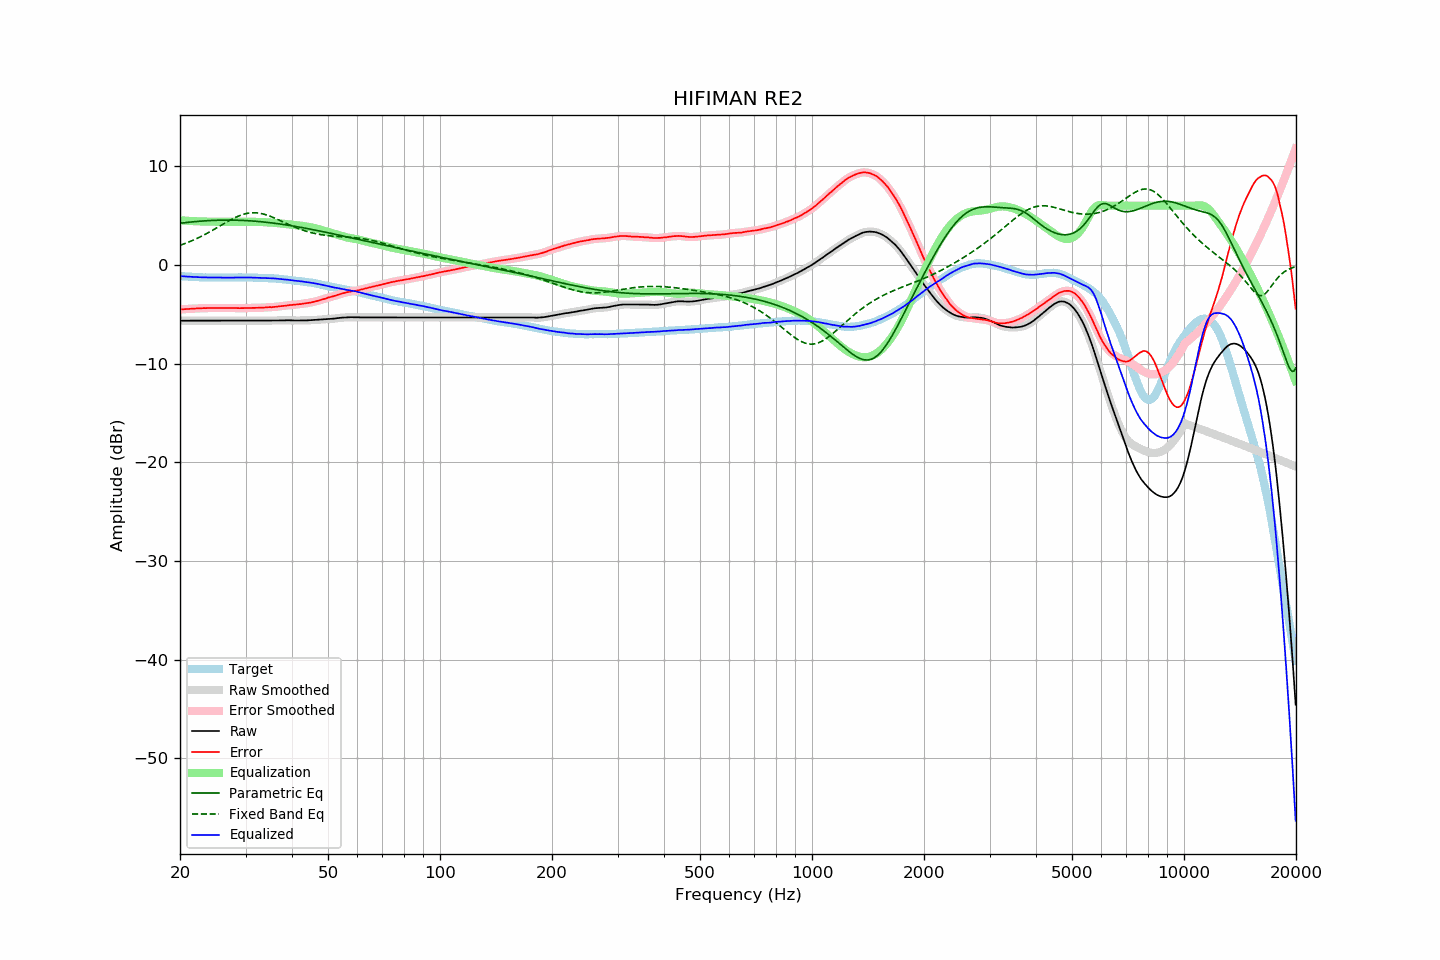 HIFIMAN RE2
10
0
−10
−20
−30
−40
−50
Amplitude (dBr)
Target
Raw Smoothed
Error Smoothed
Raw
Error
Equalization
Parametric Eq
Fixed Band Eq
Equalized
20
50
100
200
500
1000
2000
5000
10000
20000
Frequency (Hz)